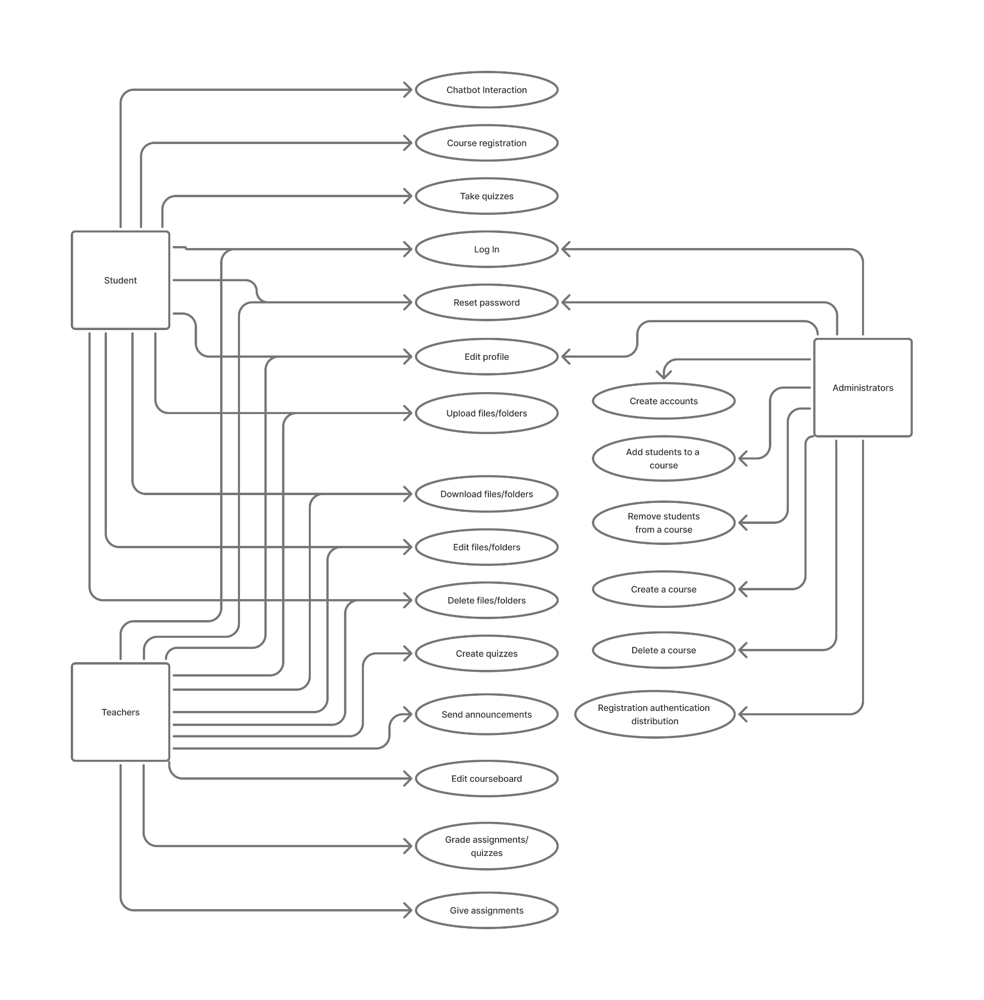 Chatbot Interaction
Course registration
Take quizzes
Log In
Student
Reset password
Edit profile
Administrators
Create accounts
Upload files/folders
Add students to a
course
Download files/folders
Remove students
from a course
Edit files/folders
Create a course
Delete files/folders
Delete a course
Create quizzes
Teachers
Send announcements
Registration authentication
distribution
Edit courseboard
Grade assignments/
quizzes
Give assignments